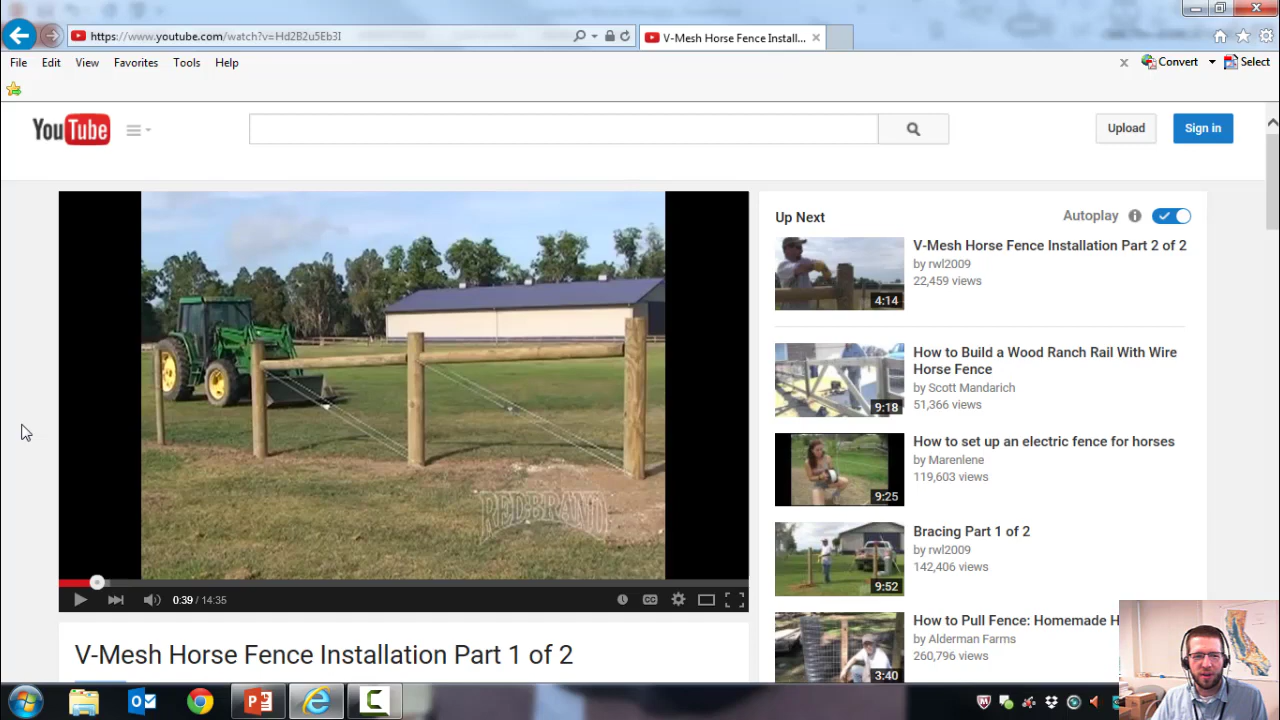 https://www.youtube.com/watch?v=Hd2B2u5Eb3I
V-Mesh Horse Fence Install...
File Edit View Favorites Tools Help
Convert Select
YouTube
Upload Sign in
Up Next
Autoplay
V-Mesh Horse Fence Installation Part 2 of 2
by rwl2009
22,459 views
4:14
How to Build a Wood Ranch Rail With Wire
Horse Fence
by Scott Mandarich
51,366 views
9:18
How to set up an electric fence for horses
by Marenlene
119,603 views
9:25
Bracing Part 1 of 2
by rwl2009
142,406 views
9:52
How to Pull Fence: Homemade H
by Alderman Farms
260,796 views
3:40
RED BRAND
0:39 / 14:35
V-Mesh Horse Fence Installation Part 1 of 2